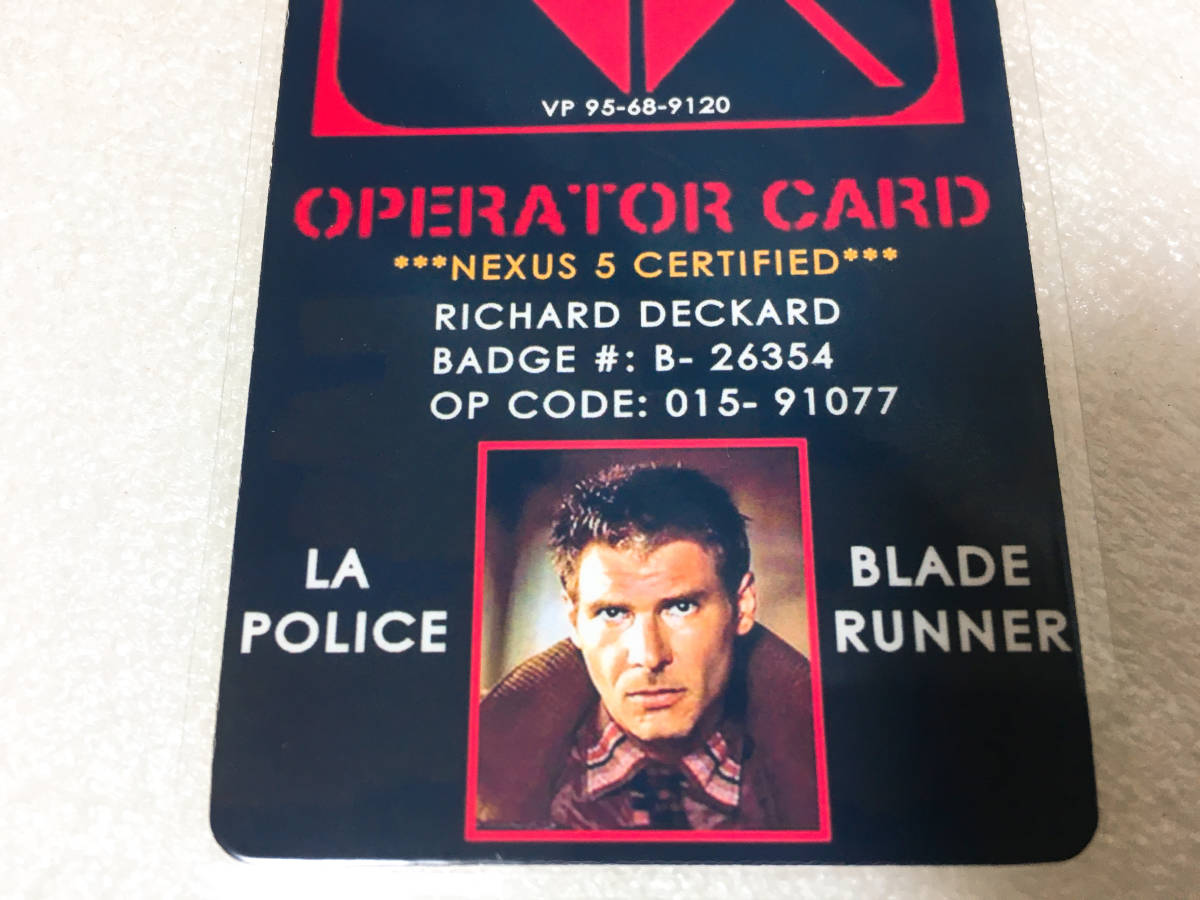 VP 95-68-9120
OPERATOR CARD
***NEXUS 5 CERTIFIED***
RICHARD DECKARD
BADGE #: B- 26354
OP CODE: 015- 91077
LA
POLICE
BLADE
RUNNER